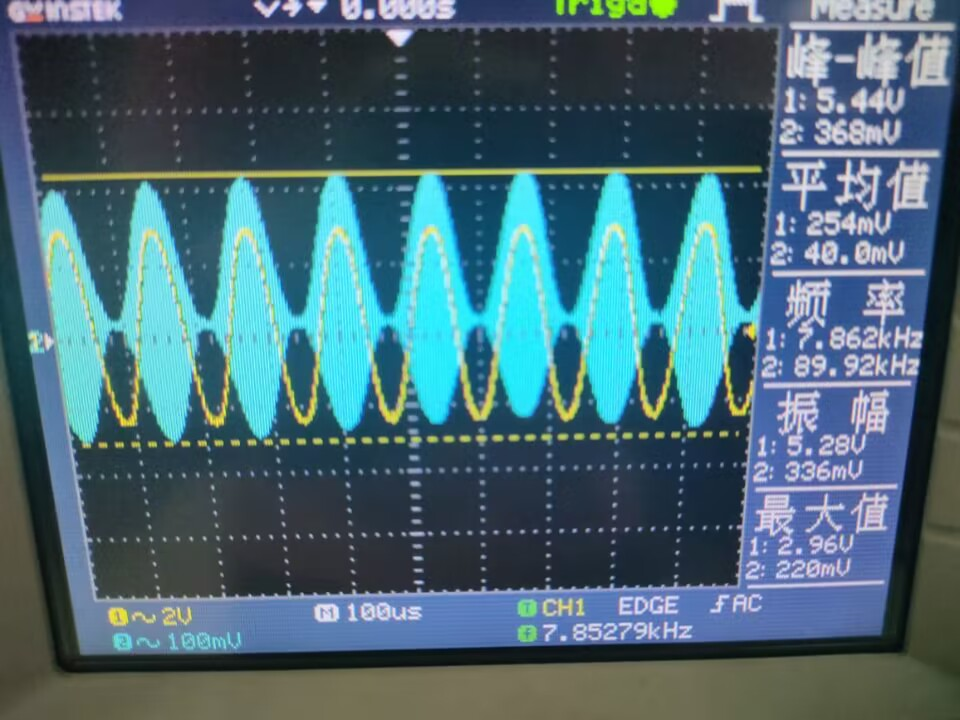 GWINSTEK
0.000s
Trig'd
Measure
峰-峰值
1: 5.44V
2: 368mV
平均值
1: 254mV
2: 40.0mV
频 率
1: 7.862kHz
2: 89.92kHz
振 幅
1: 5.28V
2: 336mV
最大值
1: 2.96V
2: 220mV
2
1 ~ 2V
M 100us
T CH1 EDGE AC
2 ~ 100mV
f 7.85279kHz